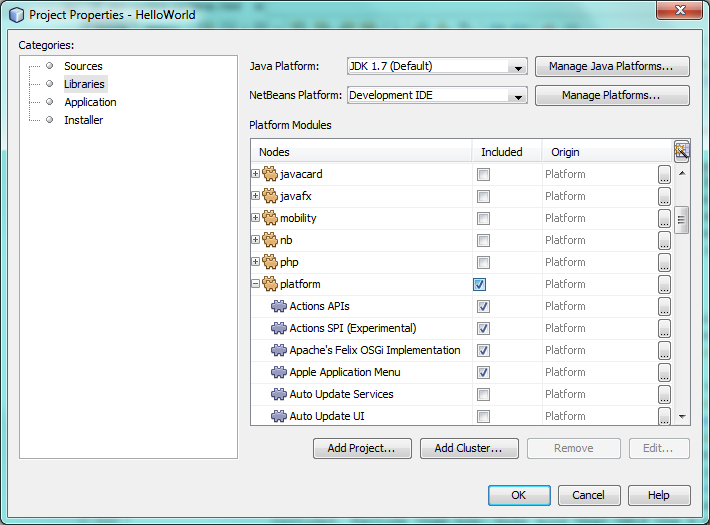 Project Properties - HelloWorld
Categories:
Sources
Libraries
Application
Installer
Java Platform: JDK 1.7 (Default) Manage Java Platforms...
NetBeans Platform: Development IDE Manage Platforms...
Platform Modules
Nodes Included Origin
javacard Platform ...
javafx Platform ...
mobility Platform ...
nb Platform ...
php Platform ...
platform Platform ...
Actions APIs Platform ...
Actions SPI (Experimental) Platform ...
Apache's Felix OSGi Implementation Platform ...
Apple Application Menu Platform ...
Auto Update Services Platform ...
Auto Update UI Platform ...
Add Project... Add Cluster... Remove Edit...
OK Cancel Help